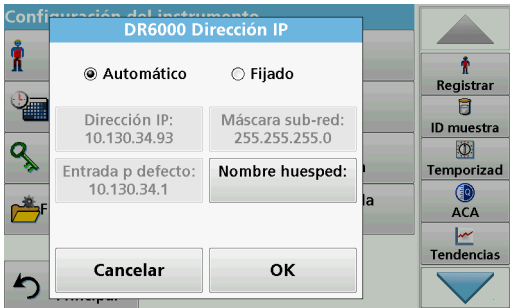 Configuración del instrumento
DR6000 Dirección IP
Automático
Fijado
Dirección IP:
10.130.34.93
Máscara sub-red:
255.255.255.0
Entrada p defecto:
10.130.34.1
Nombre huesped:
Cancelar
OK
Principal
Registrar
ID muestra
Temporizad
ACA
Tendencias